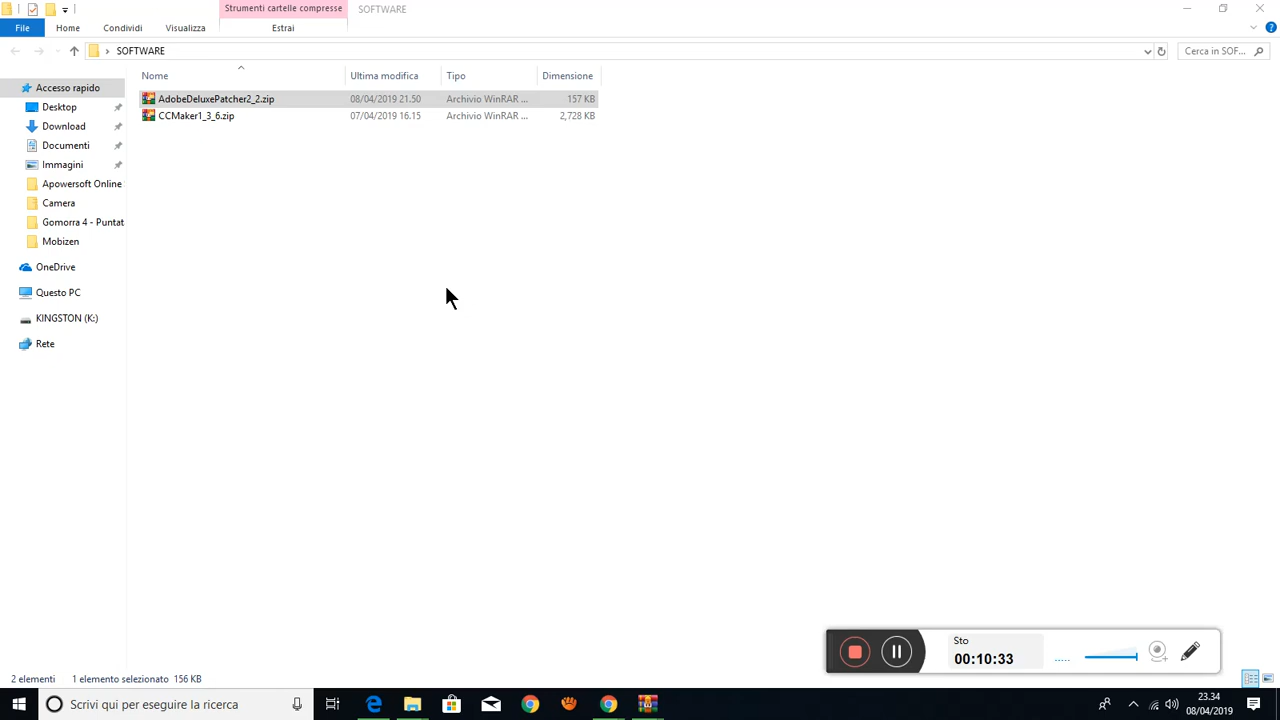 Strumenti cartelle compresse SOFTWARE
File Home Condividi Visualizza Estrai
SOFTWARE Cerca in SOF...
Nome Ultima modifica Tipo Dimensione
Accesso rapido
Desktop
Download
Documenti
Immagini
Apowersoft Online
Camera
Gomorra 4 - Puntat
Mobizen
OneDrive
Questo PC
KINGSTON (K:)
Rete
AdobeDeluxePatcher2_2.zip 08/04/2019 21.50 Archivio WinRAR ... 157 KB
CCMaker1_3_6.zip 07/04/2019 16.15 Archivio WinRAR ... 2,728 KB
Sto
00:10:33
.....
2 elementi 1 elemento selezionato 156 KB
Scrivi qui per eseguire la ricerca
23.34
08/04/2019